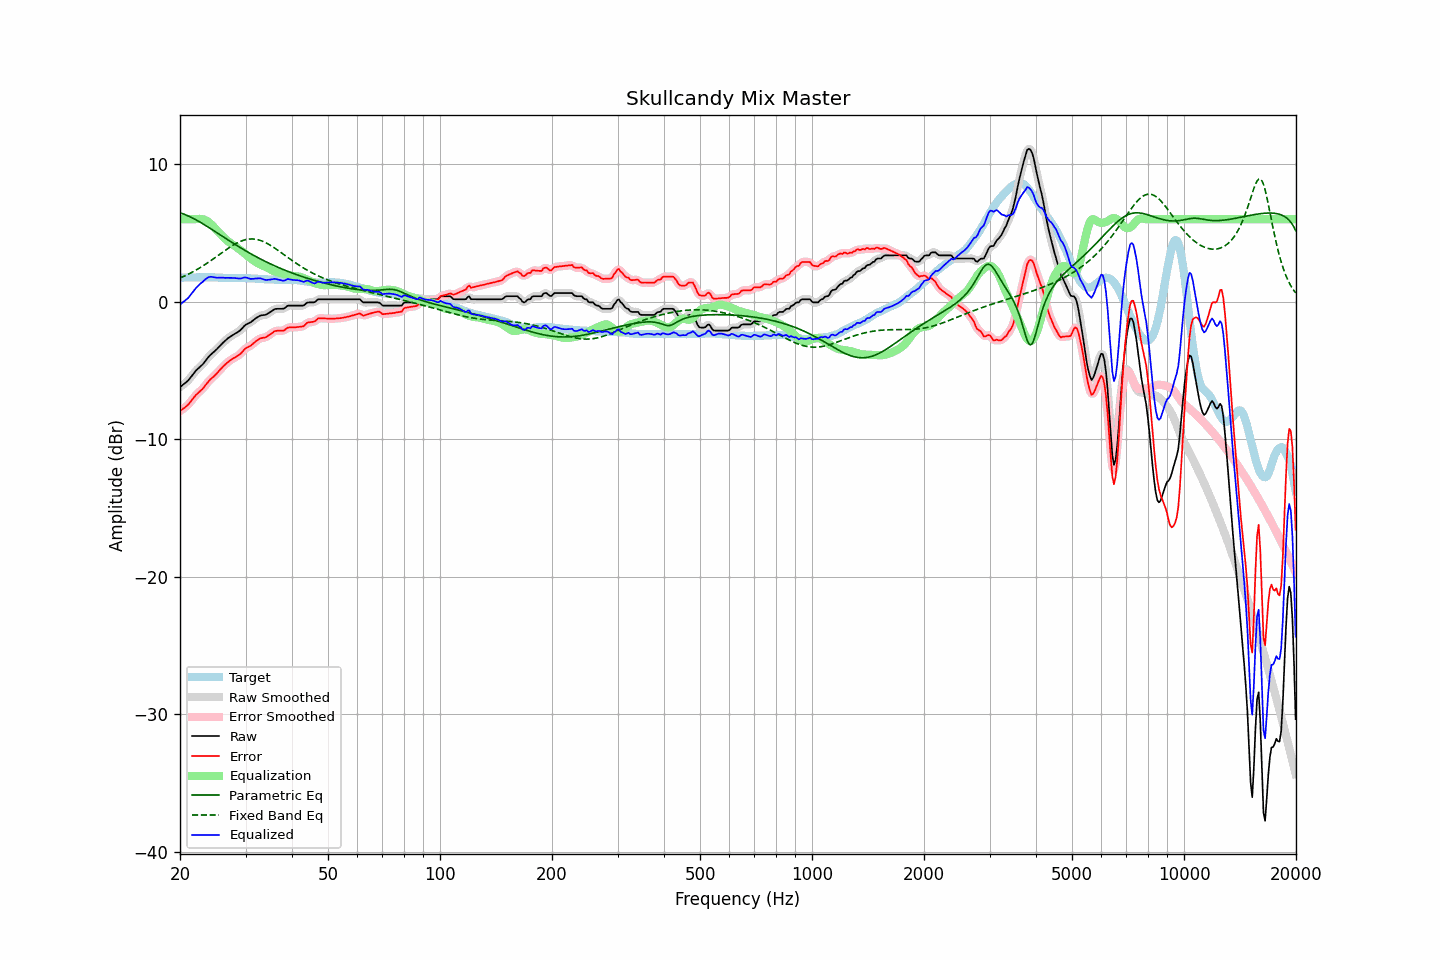 Skullcandy Mix Master
Amplitude (dBr)
10
0
−10
−20
−30
−40
Target
Raw Smoothed
Error Smoothed
Raw
Error
Equalization
Parametric Eq
Fixed Band Eq
Equalized
20 50 100 200 500 1000 2000 5000 10000 20000
Frequency (Hz)